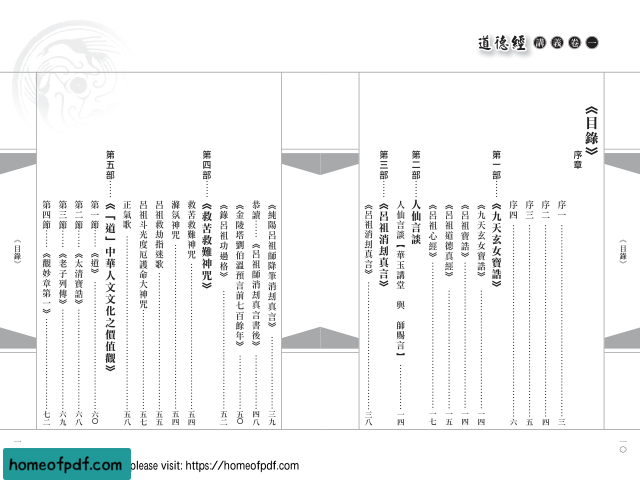 道德經 講義卷一
《目錄》
序章
序一……三
序二……四
序三……五
序四……六
第一部……《九天玄女寶誥》
《九天玄女寶誥》……一四
《呂祖寶誥》……一四
《呂祖道德真經》……一五
《呂祖心經》……一七
第二部……人仙言談
人仙言談【華玉講堂 與 師賜言】……一四
第三部……《呂祖消劫真言》
《呂祖消劫真言》……三八
《目錄》
一〇
《純陽呂祖師降筆消劫真言》……三九
恭讀……《呂祖師消劫真言書後》……四八
《金陵塔劉伯溫預言前七百餘年》……五〇
《錄呂祖功過格》……五二
第四部……《救苦救難神咒》
救苦救難神咒……五四
滌氛神咒……五四
呂祖救劫指迷歌……五五
呂祖斗光度厄護命大神咒……五七
正氣歌……五八
第五部……《「道」中華人文文化之價值觀》
第一節……《道》……六〇
第二節……《太清寶誥》……六八
第三節……《老子列傳》……六九
第四節……《觀妙章第一》……七二
《目錄》
一
homeofpdf.com
please visit: https://homeofpdf.com